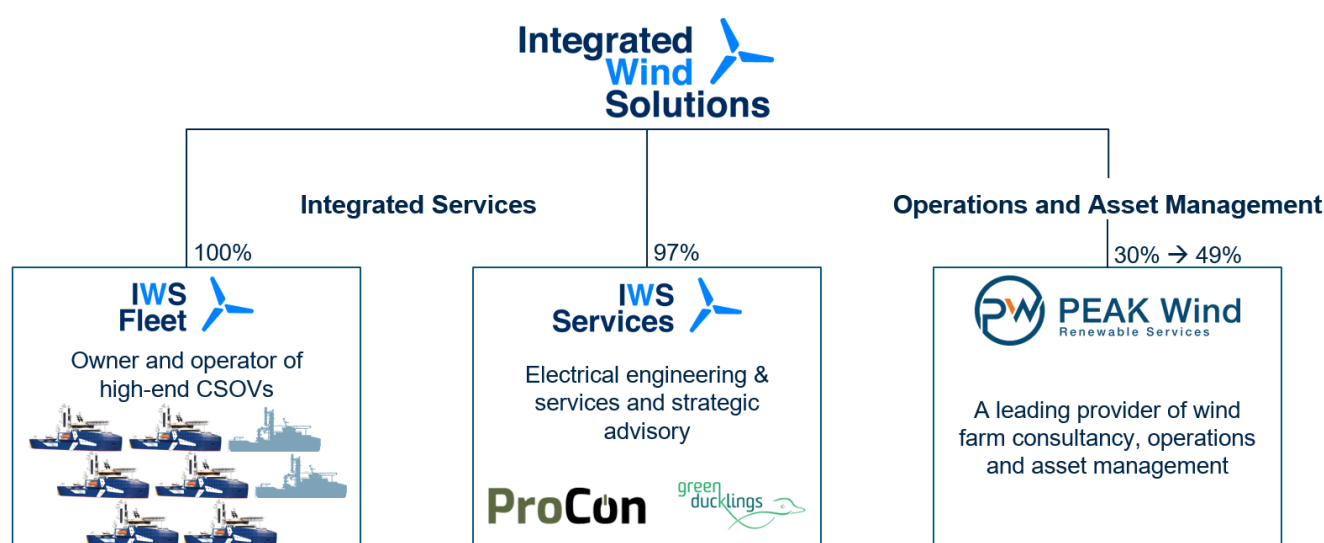 Integrated
Wind
Solutions
Integrated Services
Operations and Asset Management
100%
97%
30% → 49%
IWS
Fleet
Owner and operator of
high-end CSOVs
IWS
Services
Electrical engineering &
services and strategic
advisory
ProCon
green
ducklings
PW PEAK Wind
Renewable Services
A leading provider of wind
farm consultancy, operations
and asset management